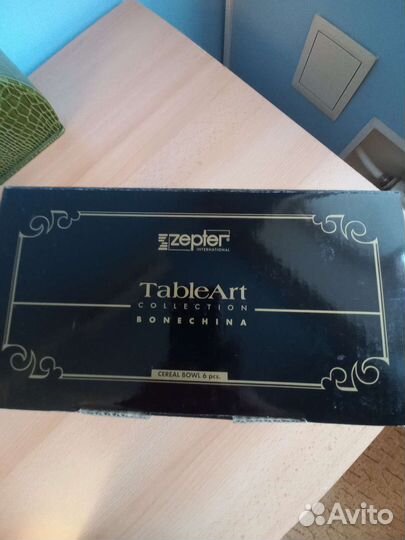 zepter
INTERNATIONAL
TableArt
COLLECTION
BONECHINA
CEREAL BOWL 6 pcs.
Avito